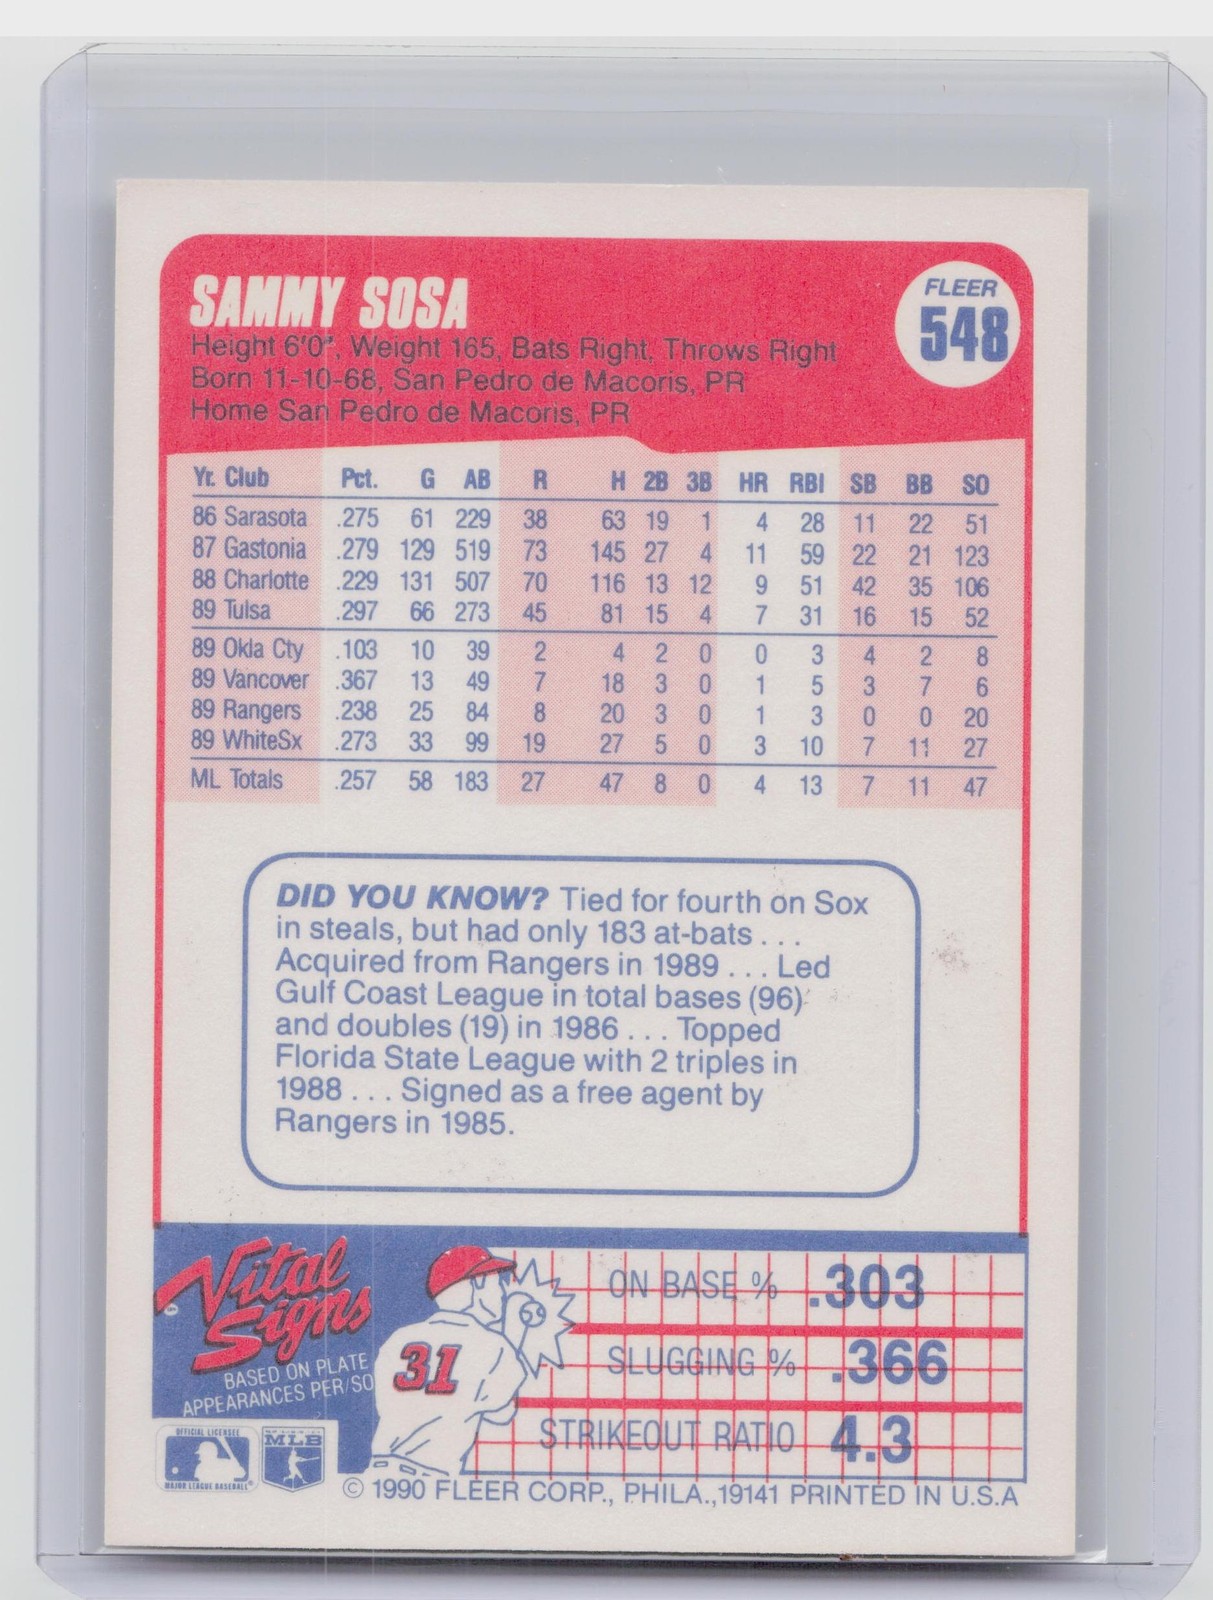 SAMMY SOSA
FLEER
548
Height 6'0", Weight 165, Bats Right, Throws Right
Born 11-10-68, San Pedro de Macoris, PR
Home San Pedro de Macoris, PR
Yr. Club Pct. G AB R H 2B 3B HR RBI SB BB SO
86 Sarasota .275 61 229 38 63 19 1 4 28 11 22 51
87 Gastonia .279 129 519 73 145 27 4 11 59 22 21 123
88 Charlotte .229 131 507 70 116 13 12 9 51 42 35 106
89 Tulsa .297 66 273 45 81 15 4 7 31 16 15 52
89 Okla Cty .103 10 39 2 4 2 0 0 3 4 2 8
89 Vancover .367 13 49 7 18 3 0 1 5 3 7 6
89 Rangers .238 25 84 8 20 3 0 1 3 0 0 20
89 WhiteSx .273 33 99 19 27 5 0 3 10 7 11 27
ML Totals .257 58 183 27 47 8 0 4 13 7 11 47
DID YOU KNOW? Tied for fourth on Sox
in steals, but had only 183 at-bats . . .
Acquired from Rangers in 1989 . . . Led
Gulf Coast League in total bases (96)
and doubles (19) in 1986 . . . Topped
Florida State League with 2 triples in
1988 . . . Signed as a free agent by
Rangers in 1985.
Vital
Signs
BASED ON PLATE
APPEARANCES PER/SO
31
ON BASE % .303
SLUGGING % .366
STRIKEOUT RATIO 4.3
OFFICIAL LICENSEE
MAJOR LEAGUE BASEBALL®
MLB
© 1990 FLEER CORP., PHILA.,19141 PRINTED IN U.S.A